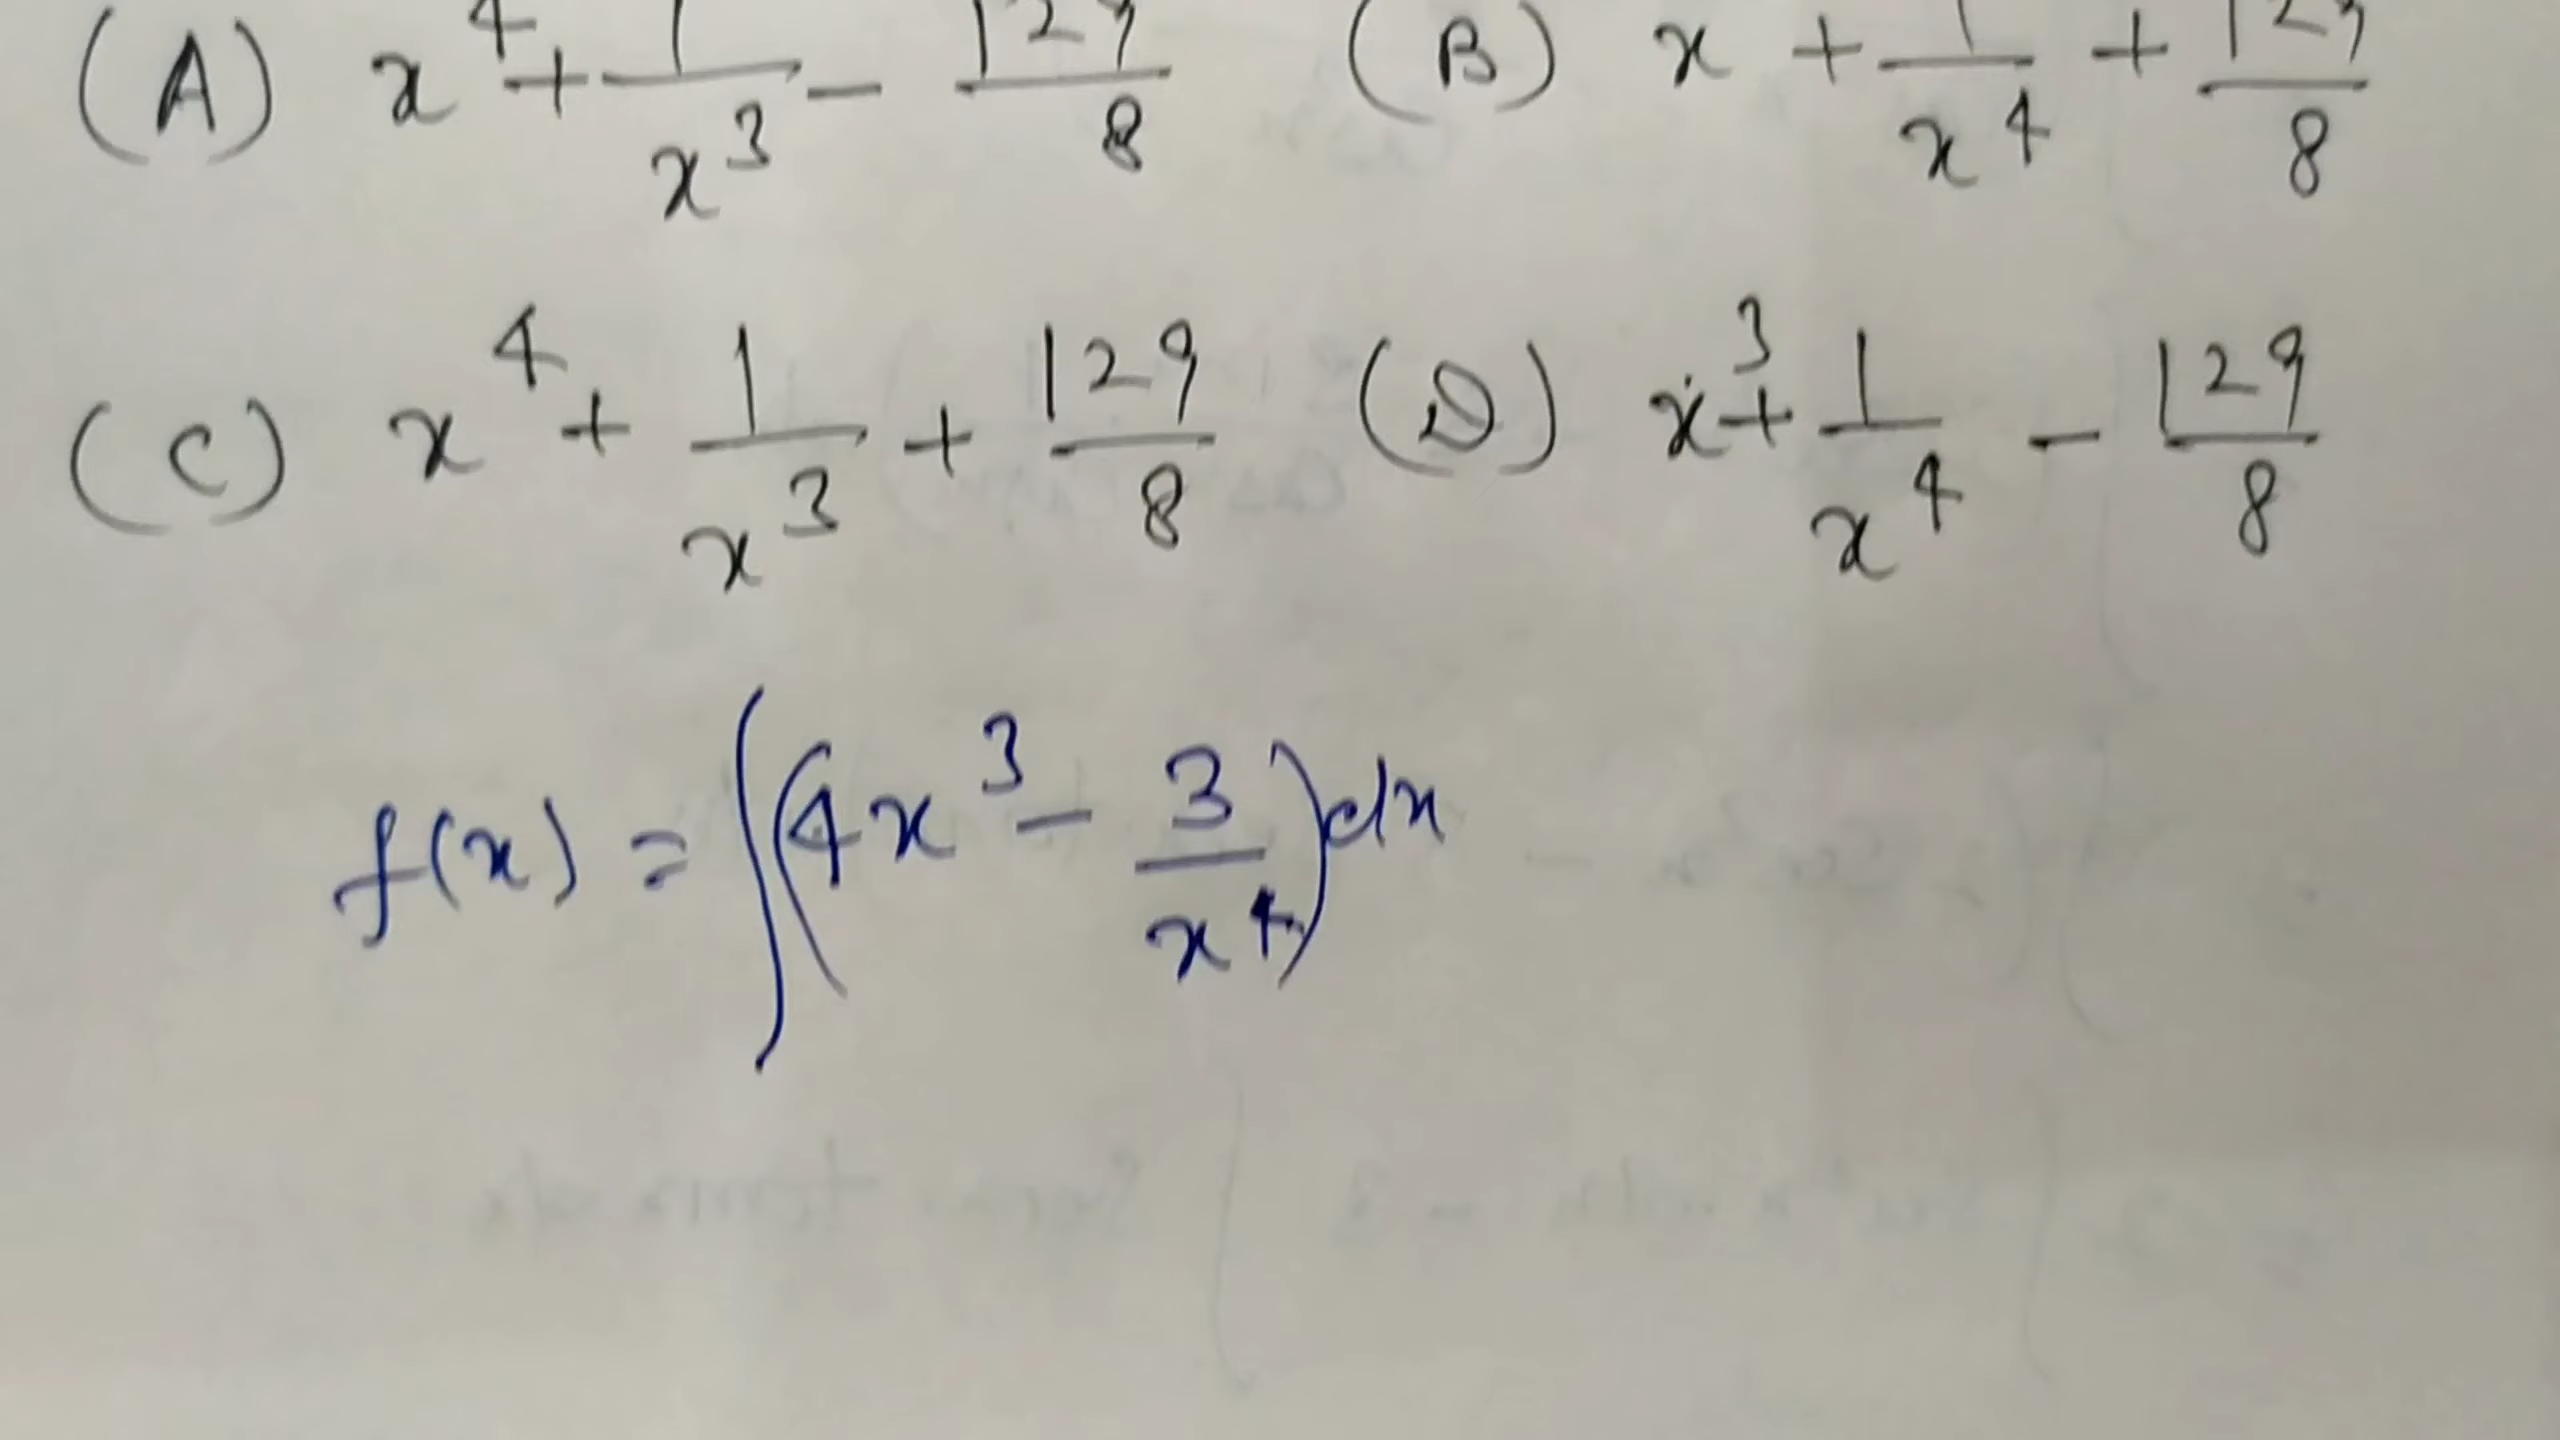 (A) x⁴ + 1/x³ - 129/8 (B) x + 1/x⁴ + 129/8
(C) x⁴ + 1/x³ + 129/8 (D) x³ + 1/x⁴ - 129/8
f(x) = ∫(4x³ - 3/x⁴)dx